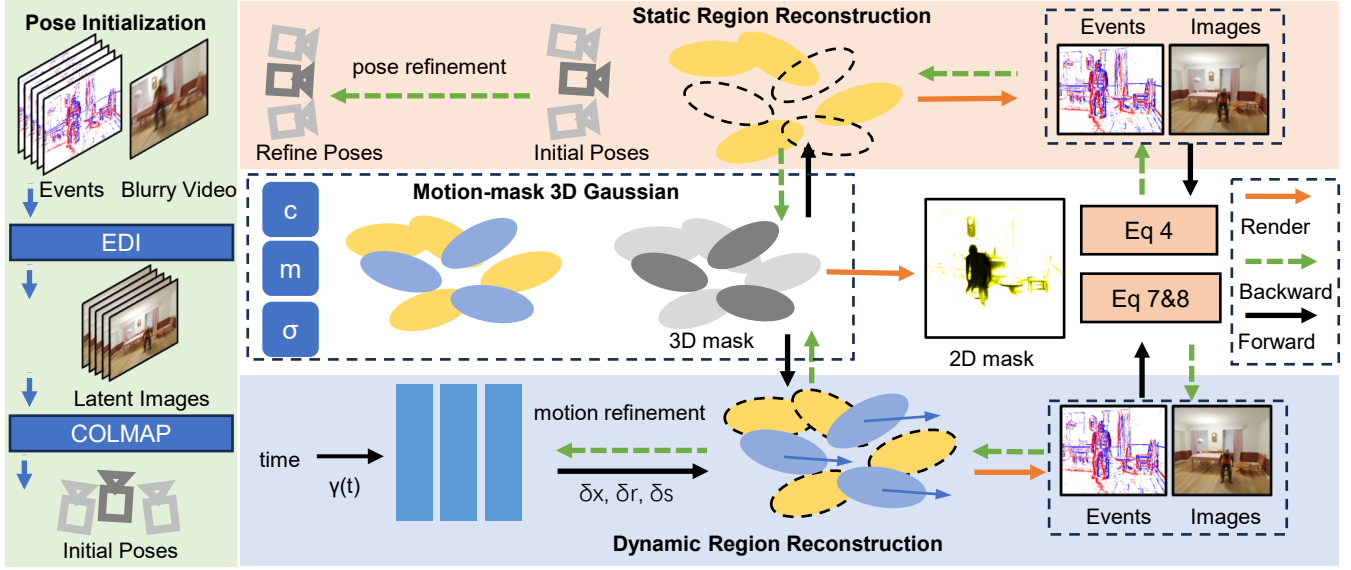 Pose Initialization
Events
Blurry Video
EDI
Latent Images
COLMAP
Initial Poses
Static Region Reconstruction
pose refinement
Refine Poses
Initial Poses
Events
Images
Motion-mask 3D Gaussian
c
m
σ
3D mask
2D mask
Eq 4
Eq 7&8
Render
Backward
Forward
time
γ(t)
motion refinement
δx, δr, δs
Events
Images
Dynamic Region Reconstruction